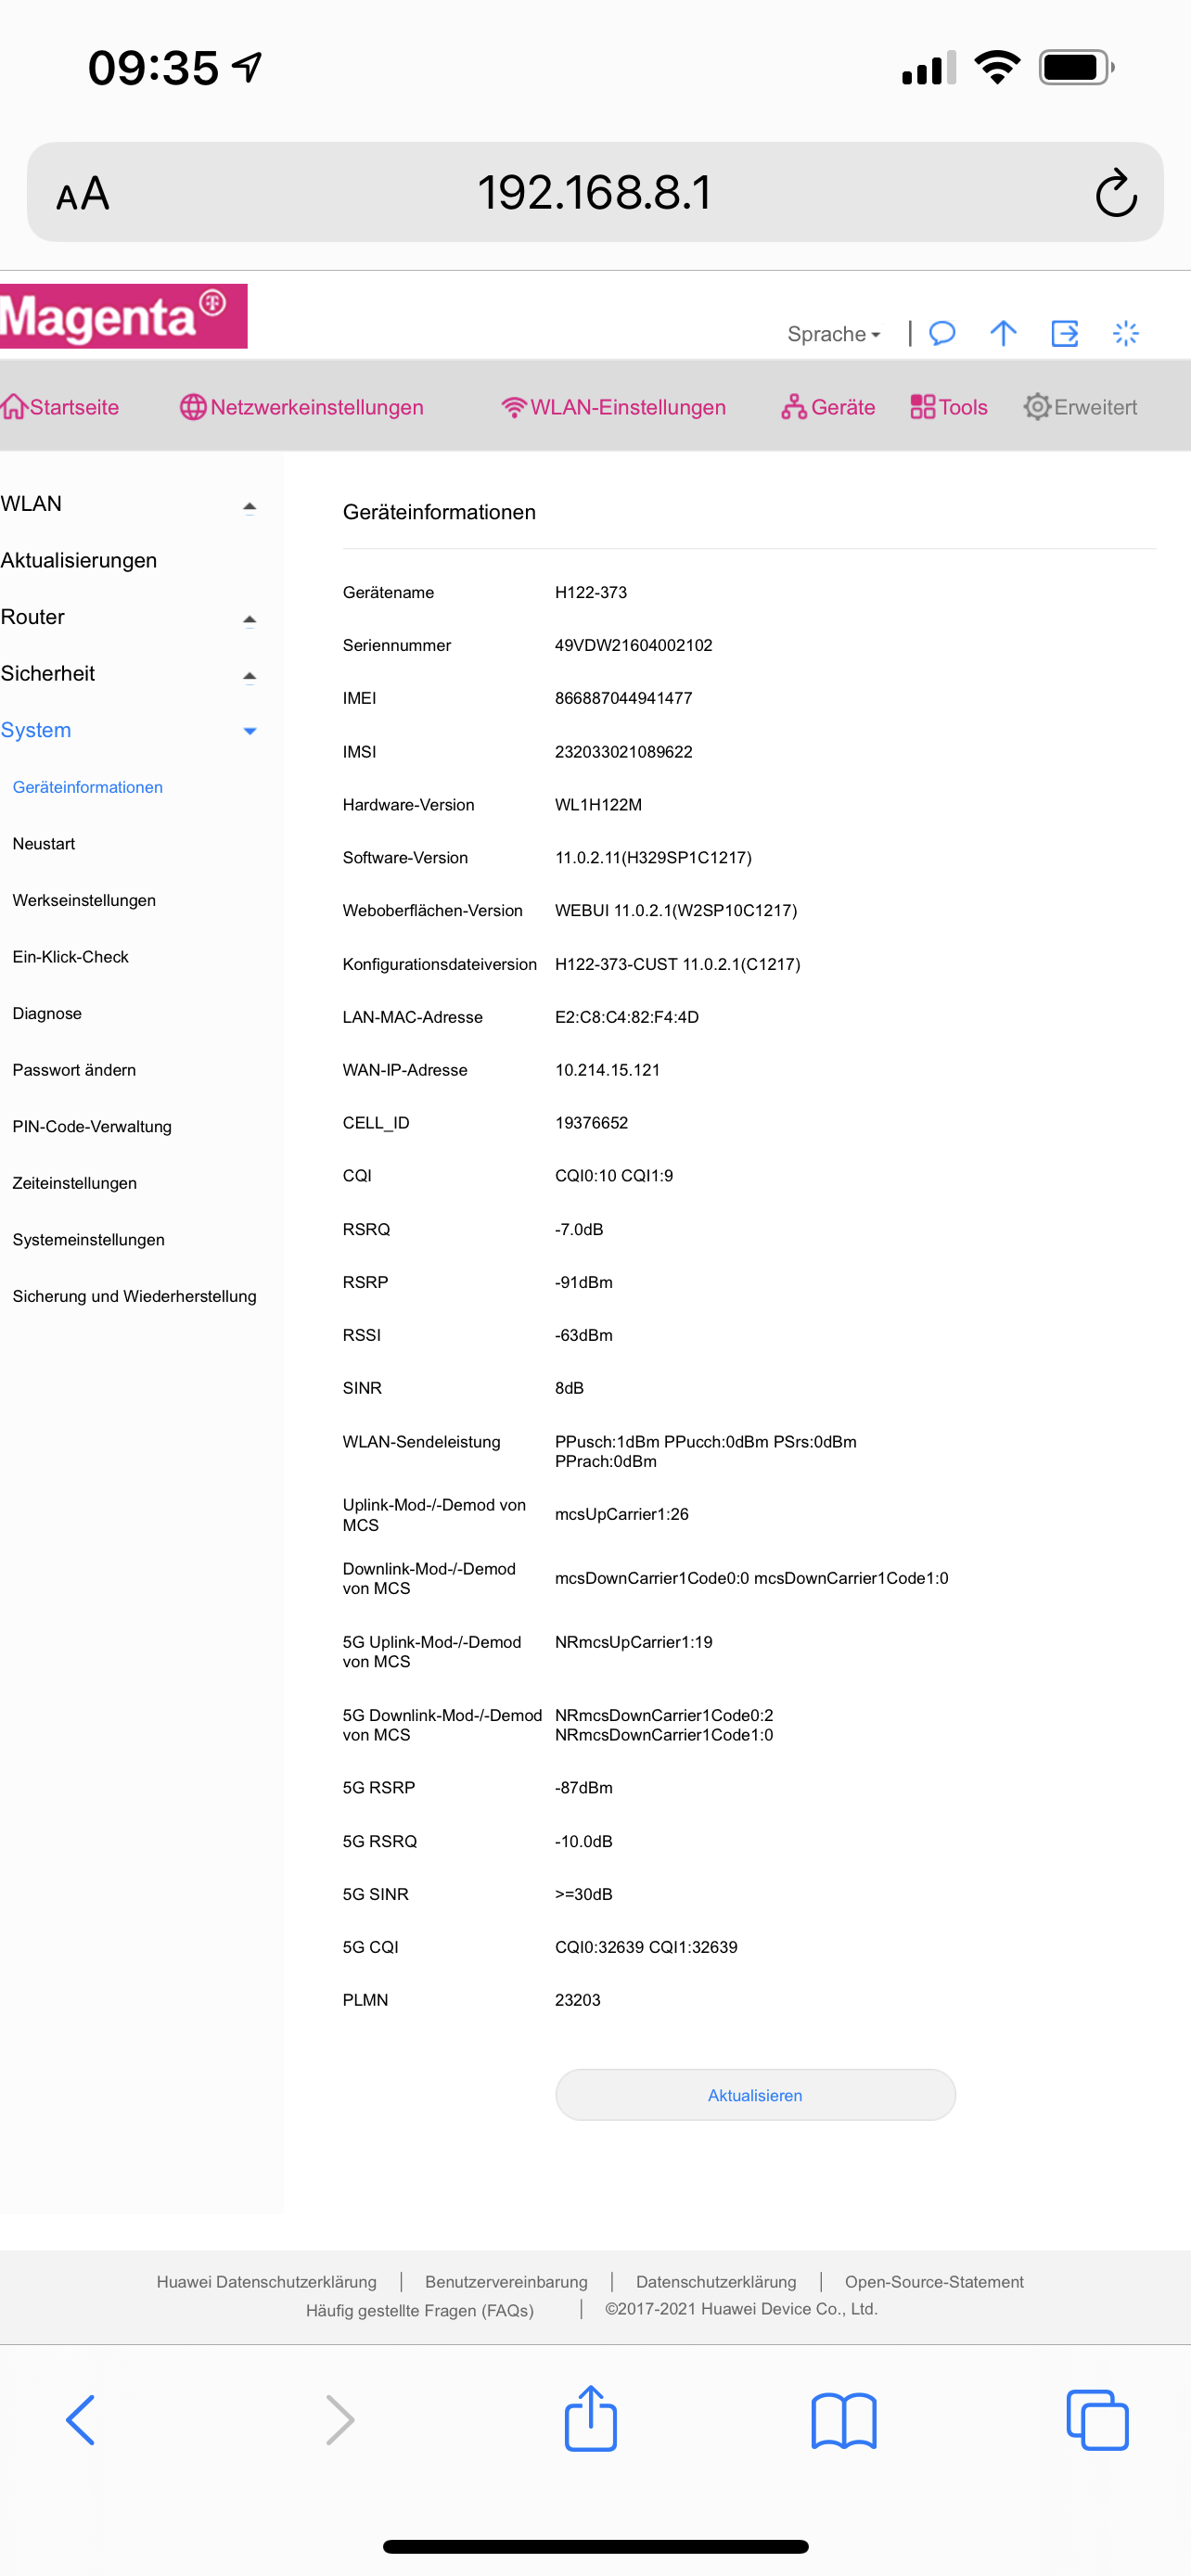 09:35
AA 192.168.8.1
Magenta T
Sprache
Startseite Netzwerkeinstellungen WLAN-Einstellungen Geräte Tools Erweitert
WLAN
Aktualisierungen
Router
Sicherheit
System
Geräteinformationen
Neustart
Werkseinstellungen
Ein-Klick-Check
Diagnose
Passwort ändern
PIN-Code-Verwaltung
Zeiteinstellungen
Systemeinstellungen
Sicherung und Wiederherstellung
Geräteinformationen
Gerätename H122-373
Seriennummer 49VDW21604002102
IMEI 866887044941477
IMSI 232033021089622
Hardware-Version WL1H122M
Software-Version 11.0.2.11(H329SP1C1217)
Weboberflächen-Version WEBUI 11.0.2.1(W2SP10C1217)
Konfigurationsdateiversion H122-373-CUST 11.0.2.1(C1217)
LAN-MAC-Adresse E2:C8:C4:82:F4:4D
WAN-IP-Adresse 10.214.15.121
CELL_ID 19376652
CQI CQI0:10 CQI1:9
RSRQ -7.0dB
RSRP -91dBm
RSSI -63dBm
SINR 8dB
WLAN-Sendeleistung PPusch:1dBm PPucch:0dBm PSrs:0dBm
PPrach:0dBm
Uplink-Mod-/-Demod von
MCS mcsUpCarrier1:26
Downlink-Mod-/-Demod
von MCS mcsDownCarrier1Code0:0 mcsDownCarrier1Code1:0
5G Uplink-Mod-/-Demod NRmcsUpCarrier1:19
von MCS
5G Downlink-Mod-/-Demod NRmcsDownCarrier1Code0:2
von MCS NRmcsDownCarrier1Code1:0
5G RSRP -87dBm
5G RSRQ -10.0dB
5G SINR >=30dB
5G CQI CQI0:32639 CQI1:32639
PLMN 23203
Aktualisieren
Huawei Datenschutzerklärung | Benutzervereinbarung | Datenschutzerklärung | Open-Source-Statement
Häufig gestellte Fragen (FAQs) | ©2017-2021 Huawei Device Co., Ltd.